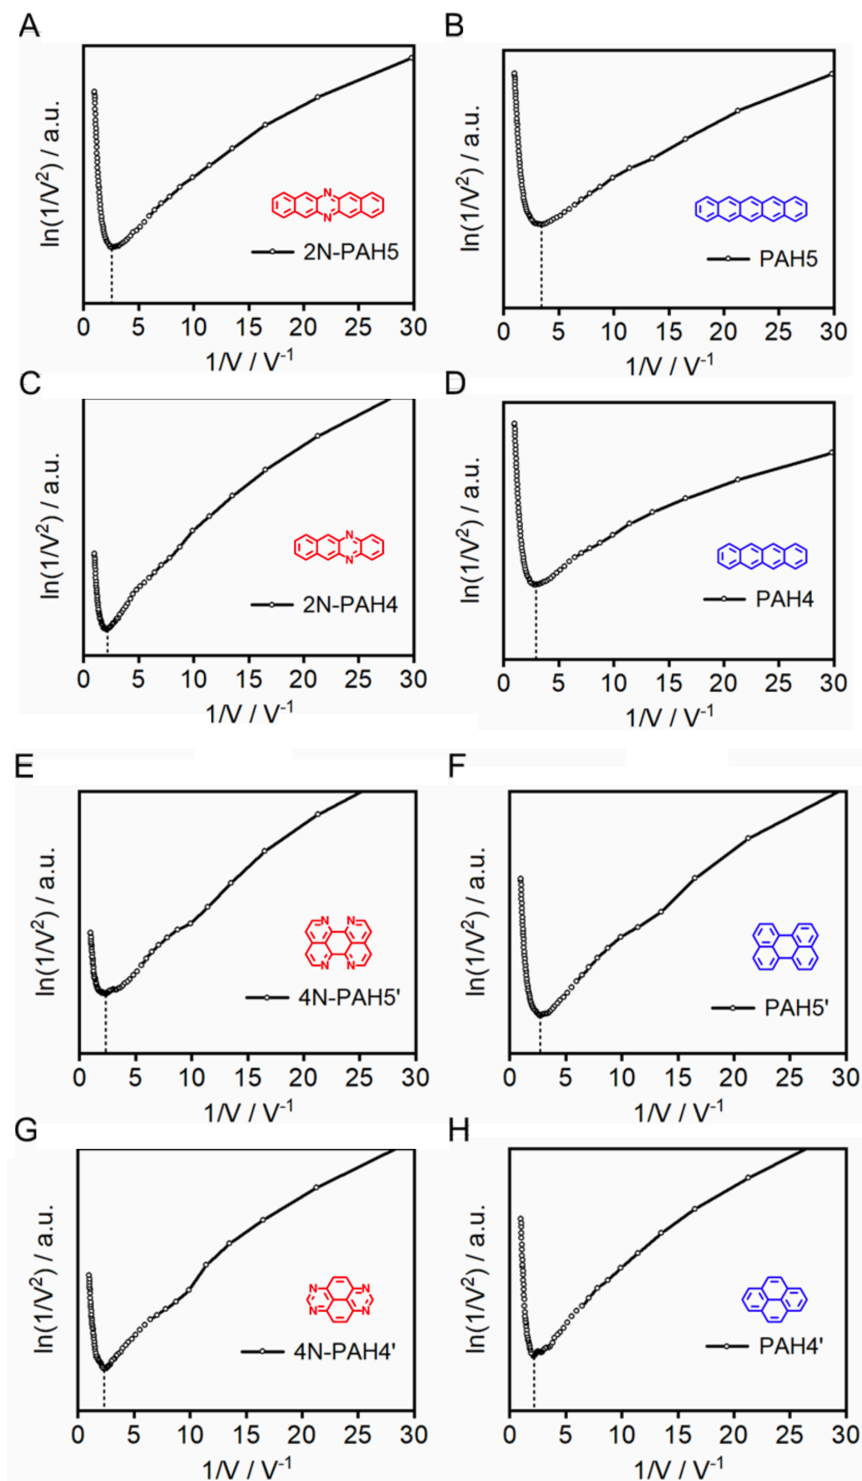 A
ln(1/V²) / a.u.
N
N
2N-PAH5
0 5 10 15 20 25 30
1/V / V⁻¹
B
ln(1/V²) / a.u.
PAH5
0 5 10 15 20 25 30
1/V / V⁻¹
C
ln(1/V²) / a.u.
N
N
2N-PAH4
0 5 10 15 20 25 30
1/V / V⁻¹
D
ln(1/V²) / a.u.
PAH4
0 5 10 15 20 25 30
1/V / V⁻¹
E
ln(1/V²) / a.u.
N N
N N
4N-PAH5'
0 5 10 15 20 25 30
1/V / V⁻¹
F
ln(1/V²) / a.u.
PAH5'
0 5 10 15 20 25 30
1/V / V⁻¹
G
ln(1/V²) / a.u.
N N
N N
4N-PAH4'
0 5 10 15 20 25 30
1/V / V⁻¹
H
ln(1/V²) / a.u.
PAH4'
0 5 10 15 20 25 30
1/V / V⁻¹